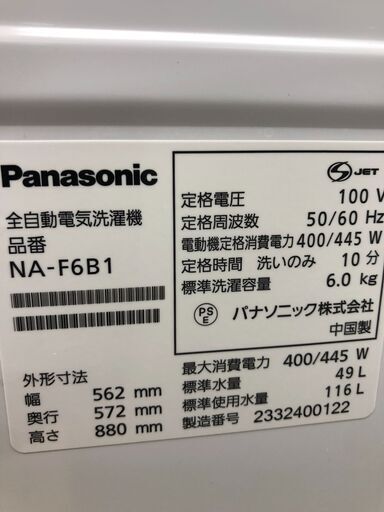 Panasonic
全自動電気洗濯機
品番
NA-F6B1
外形寸法
幅 562 mm
奥行 572 mm
高さ 880 mm
S JET
定格電圧 100 V
定格周波数 50/60 Hz
電動機定格消費電力 400/445 W
定格時間 洗いのみ 10 分
標準洗濯容量 6.0 kg
PS E パナソニック株式会社
中国製
最大消費電力 400/445 W
標準水量 49 L
標準使用水量 116 L
製造番号 2332400122